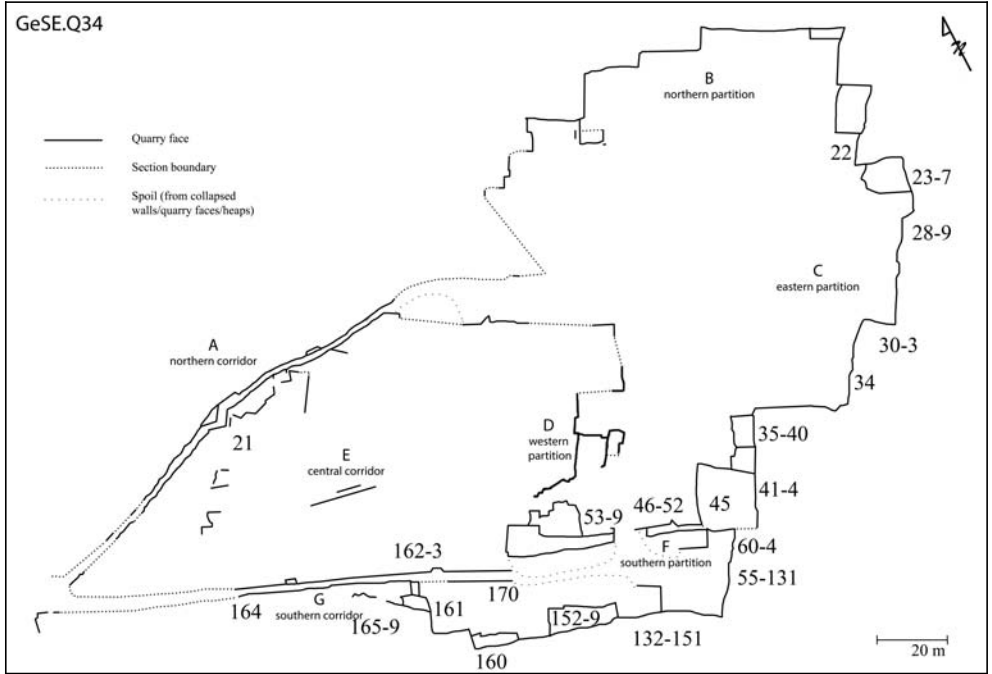 GeSE.Q34
N
B
northern partition
Quarry face
Section boundary
Spoil (from collapsed
walls/quarry faces/heaps)
22
23-7
28-9
C
eastern partition
30-3
A
northern corridor
34
21
D
western
partition
35-40
E
central corridor
41-4
45
46-52
53-9
F
southern partition
60-4
55-131
162-3
170
164
G
southern corridor
161
165-9
152-9
132-151
160
20 m